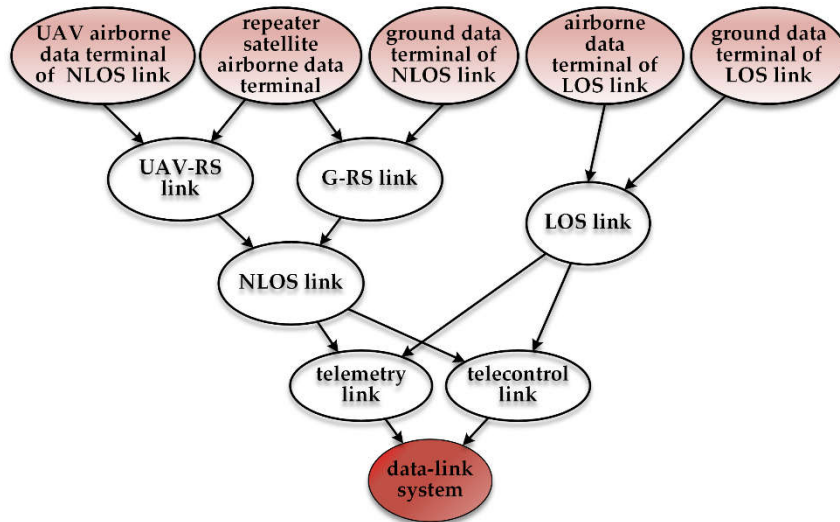 UAV airborne
data terminal
of NLOS link
repeater
satellite
airborne data
terminal
ground data
terminal of
NLOS link
airborne
data
terminal of
LOS link
ground data
terminal of
LOS link
UAV-RS
link
G-RS link
LOS link
NLOS link
telemetry
link
telecontrol
link
data-link
system